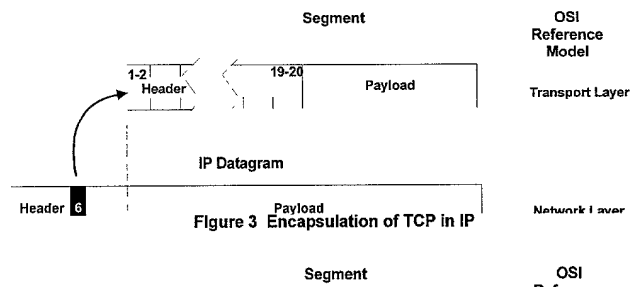 Segment
OSI
Reference
Model
1-2
Header
19-20
Payload
Transport Layer
IP Datagram
Header 6
Payload
Network Layer
Figure 3 Encapsulation of TCP in IP
Segment
OSI